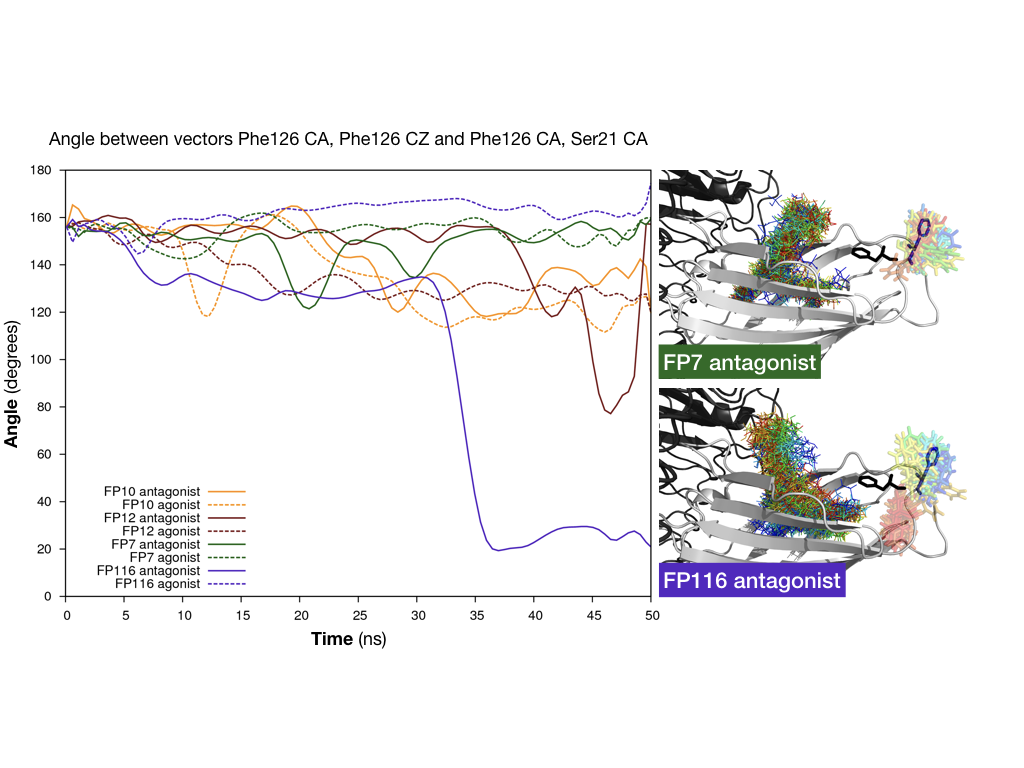 Angle between vectors Phe126 CA, Phe126 CZ and Phe126 CA, Ser21 CA
180
160
140
120
100
80
60
40
20
0
Angle (degrees)
FP10 antagonist
FP10 agonist
FP12 antagonist
FP12 agonist
FP7 antagonist
FP7 agonist
FP116 antagonist
FP116 agonist
0 5 10 15 20 25 30 35 40 45 50
Time (ns)
FP7 antagonist
FP116 antagonist